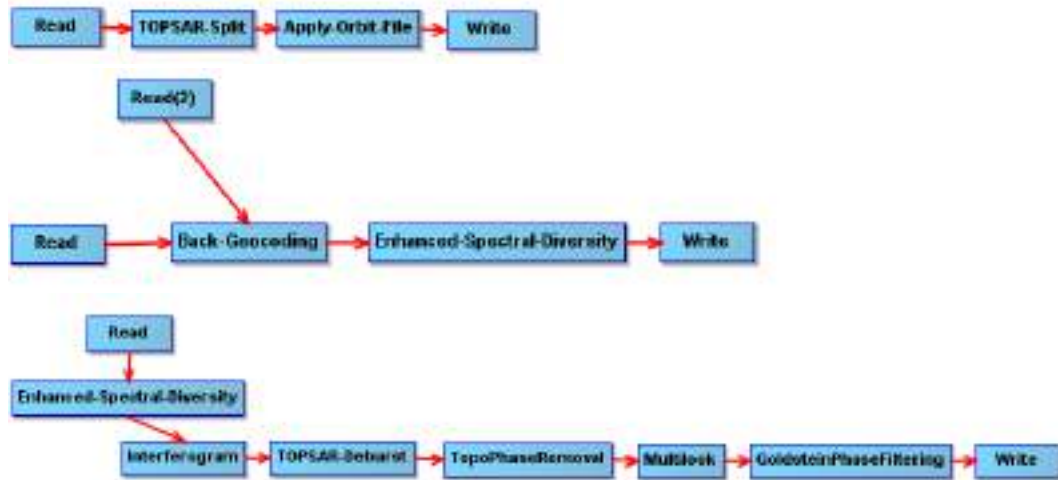 Read TOPSAR-Split Apply-Orbit-File Write
Read(2)
Read Back-Geocoding Enhanced-Spectral-Diversity Write
Read
Enhanced-Spectral-Diversity
Interferogram TOPSAR-Deburst TopoPhaseRemoval Multilook GoldsteinPhaseFiltering Write